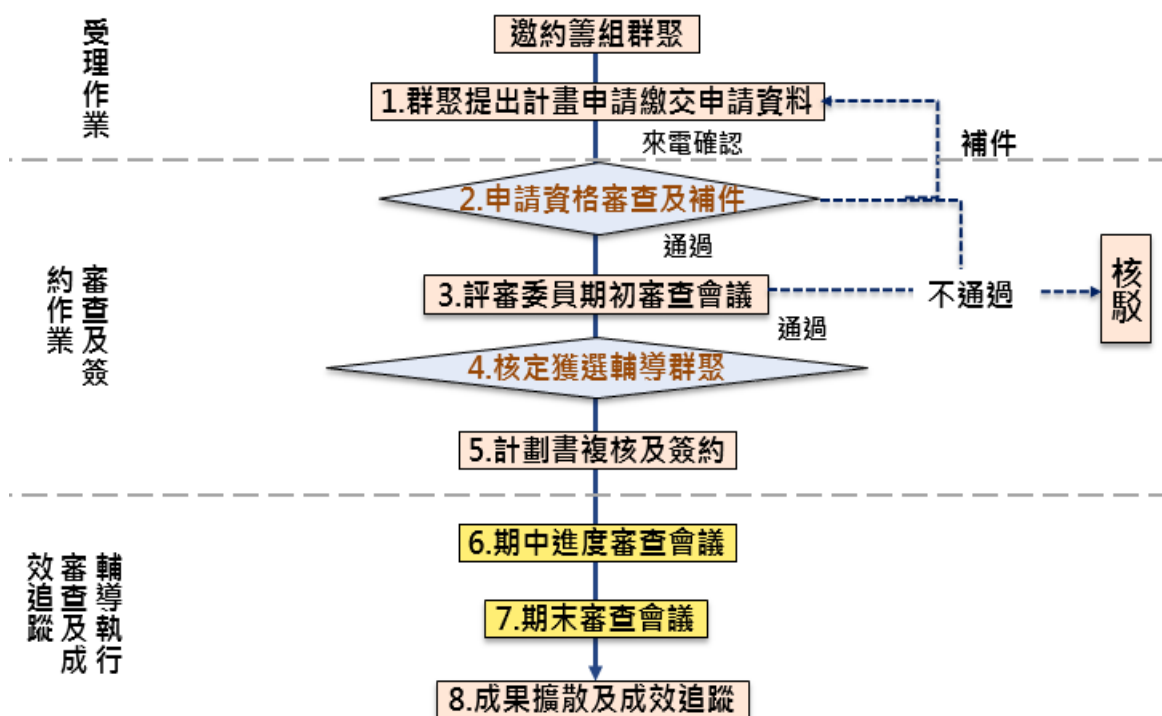 受理作業
邀約籌組群聚
1.群聚提出計畫申請繳交申請資料
來電確認
補件
審查及簽
約作業
2.申請資格審查及補件
通過
3.評審委員期初審查會議
不通過
核駁
通過
4.核定獲選輔導群聚
5.計劃書複核及簽約
輔導執行
審查及成
效追蹤
6.期中進度審查會議
7.期末審查會議
8.成果擴散及成效追蹤